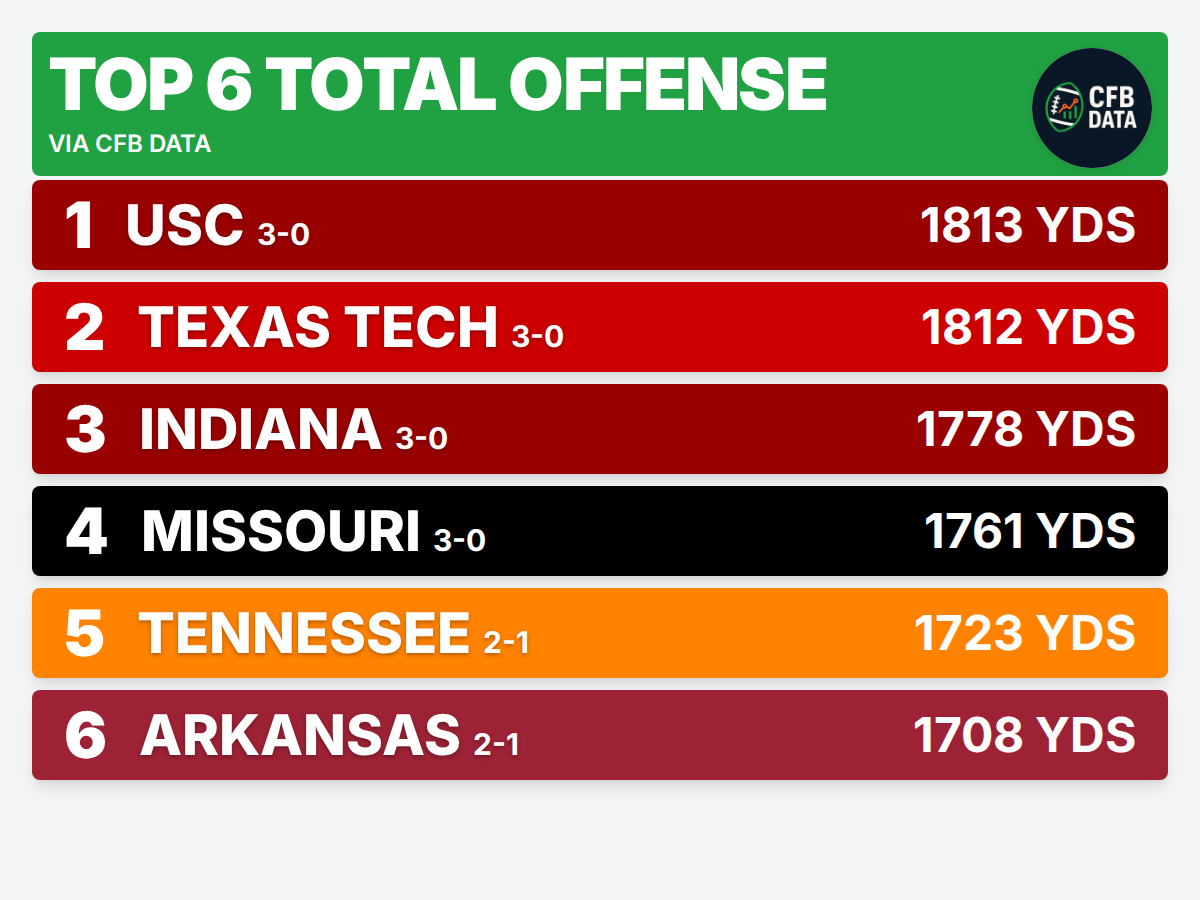 TOP 6 TOTAL OFFENSE
VIA CFB DATA
CFB
DATA
1 USC 3-0 1813 YDS
2 TEXAS TECH 3-0 1812 YDS
3 INDIANA 3-0 1778 YDS
4 MISSOURI 3-0 1761 YDS
5 TENNESSEE 2-1 1723 YDS
6 ARKANSAS 2-1 1708 YDS